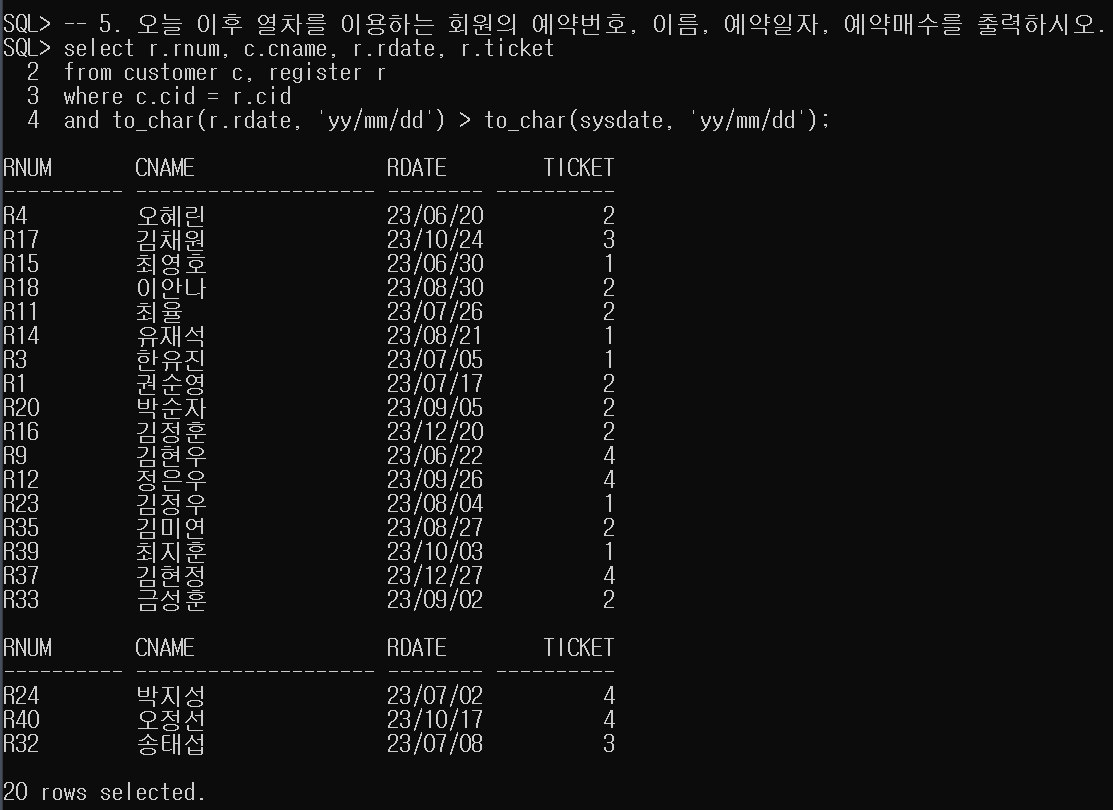 SQL> -- 5. 오늘 이후 열차를 이용하는 회원의 예약번호, 이름, 예약일자, 예약매수를 출력하시오.
SQL> select r.rnum, c.cname, r.rdate, r.ticket
  2  from customer c, register r
  3  where c.cid = r.cid
  4  and to_char(r.rdate, 'yy/mm/dd') > to_char(sysdate, 'yy/mm/dd');
RNUM       CNAME                RDATE        TICKET
---------- -------------------- -------- ----------
R4         오혜린               23/06/20          2
R17        김채원               23/10/24          3
R15        최영호               23/06/30          1
R18        이안나               23/08/30          2
R11        최율                 23/07/26          2
R14        유재석               23/08/21          1
R3         한유진               23/07/05          1
R1         권순영               23/07/17          2
R20        박순자               23/09/05          2
R16        김정훈               23/12/20          2
R9         김현우               23/06/22          4
R12        정은우               23/09/26          4
R23        김정우               23/08/04          1
R35        김미연               23/08/27          2
R39        최지훈               23/10/03          1
R37        김현정               23/12/27          4
R33        금성훈               23/09/02          2
RNUM       CNAME                RDATE        TICKET
---------- -------------------- -------- ----------
R24        박지성               23/07/02          4
R40        오정선               23/10/17          4
R32        송태섭               23/07/08          3
20 rows selected.